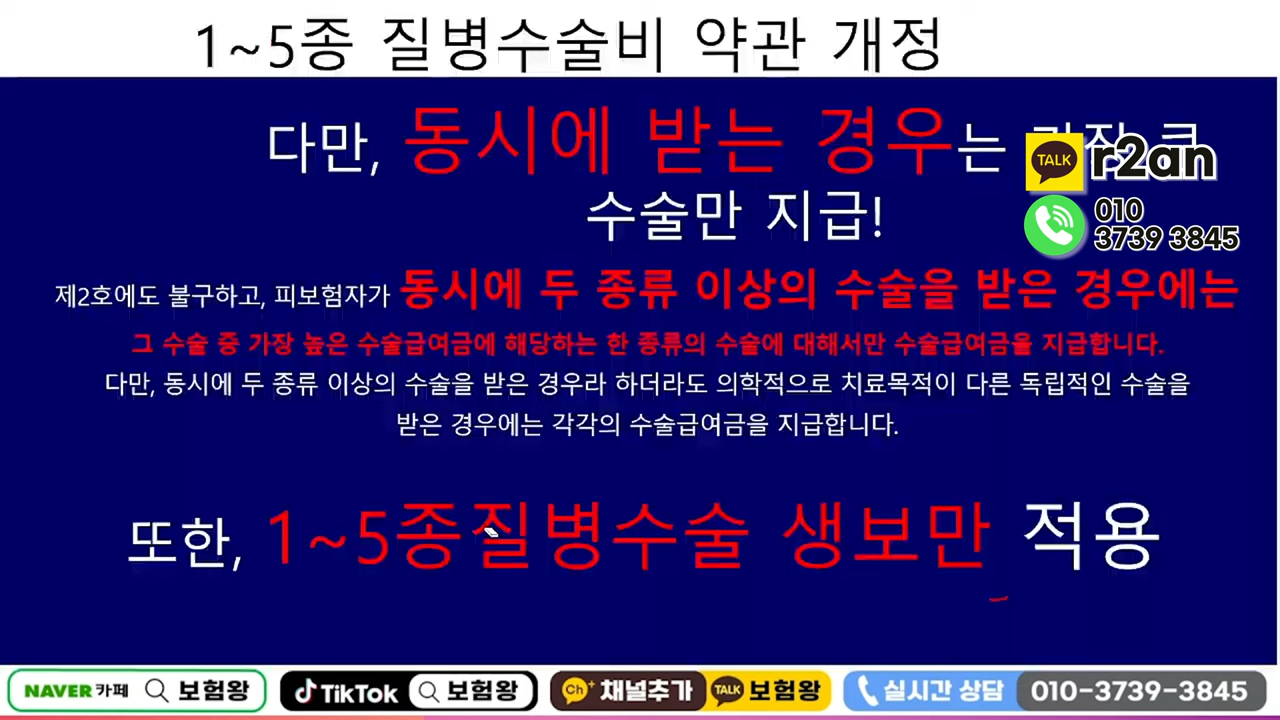 1~5종 질병수술비 약관 개정
다만, 동시에 받는 경우는
수술만 지급!
TALK r2an
010
3739 3845
제2호에도 불구하고, 피보험자가 동시에 두 종류 이상의 수술을 받은 경우에는
그 수술 중 가장 높은 수술급여금에 해당하는 한 종류의 수술에 대해서만 수술급여금을 지급합니다.
다만, 동시에 두 종류 이상의 수술을 받은 경우라 하더라도 의학적으로 치료목적이 다른 독립적인 수술을
받은 경우에는 각각의 수술급여금을 지급합니다.
또한, 1~5종질병수술 생보만 적용
NAVER 카페 보험왕 TikTok 보험왕 Ch+ 채널추가 TALK 보험왕 실시간 상담 010-3739-3845